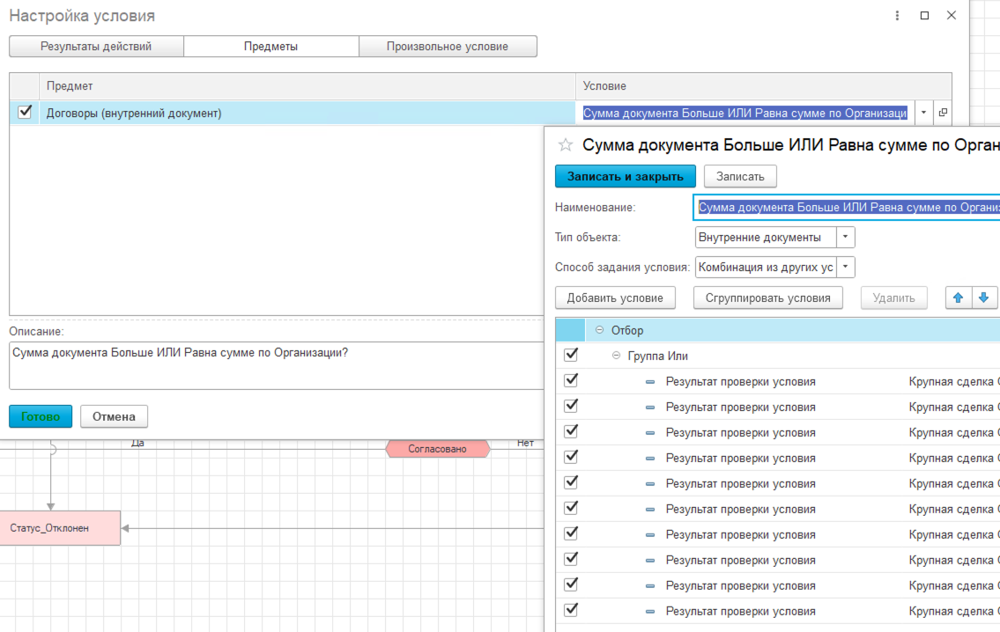 Настройка условия
Результаты действий
Предметы
Произвольное условие
Предмет
Условие
Договоры (внутренний документ)
Сумма документа Больше ИЛИ Равна сумме по Организаци
Сумма документа Больше ИЛИ Равна сумме по Орган
Записать и закрыть
Записать
Наименование:
Сумма документа Больше ИЛИ Равна сумме по Органи
Тип объекта:
Внутренние документы
Способ задания условия:
Комбинация из других ус
Добавить условие
Сгруппировать условия
Удалить
Отбор
Группа Или
Результат проверки условия Крупная сделка
Результат проверки условия Крупная сделка
Результат проверки условия Крупная сделка
Результат проверки условия Крупная сделка
Результат проверки условия Крупная сделка
Результат проверки условия Крупная сделка
Результат проверки условия Крупная сделка
Результат проверки условия Крупная сделка
Результат проверки условия Крупная сделка
Результат проверки условия Крупная сделка
Описание:
Сумма документа Больше ИЛИ Равна сумме по Организации?
Готово
Отмена
Да
Согласовано
Нет
Статус_Отклонен